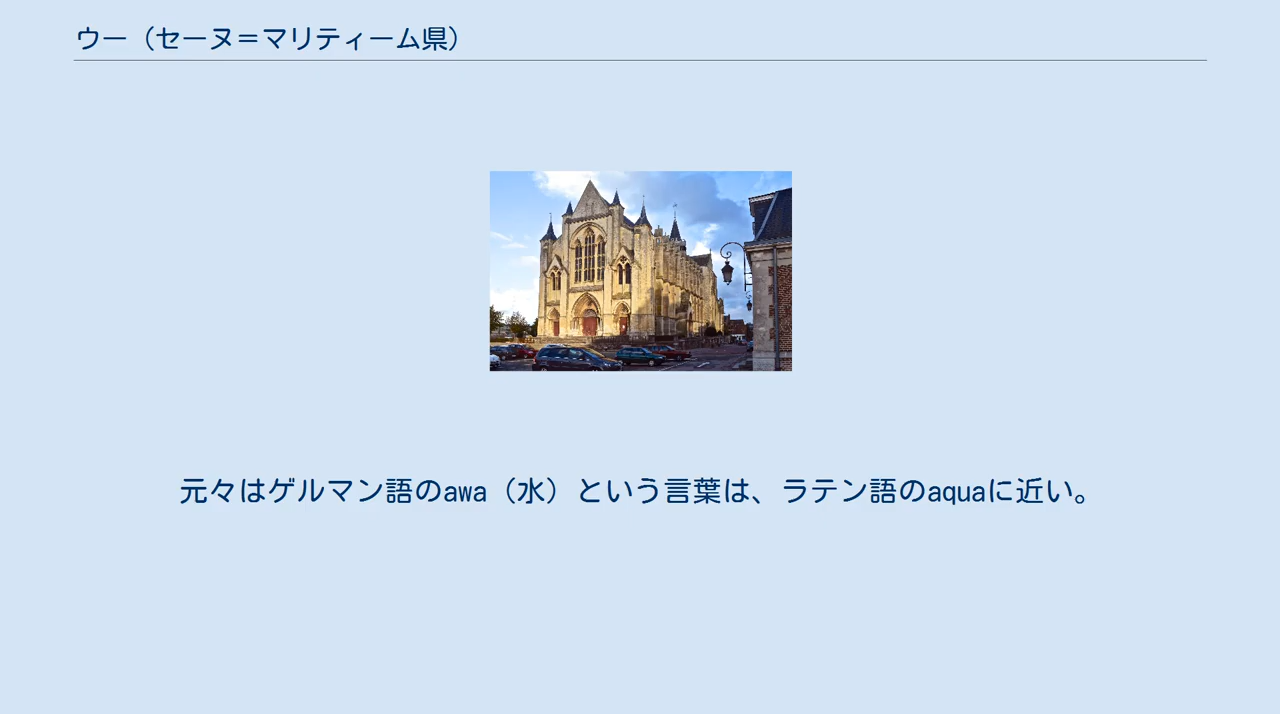 ウー（セーヌ＝マリティーム県）
元々はゲルマン語のawa（水）という言葉は、ラテン語のaquaに近い。